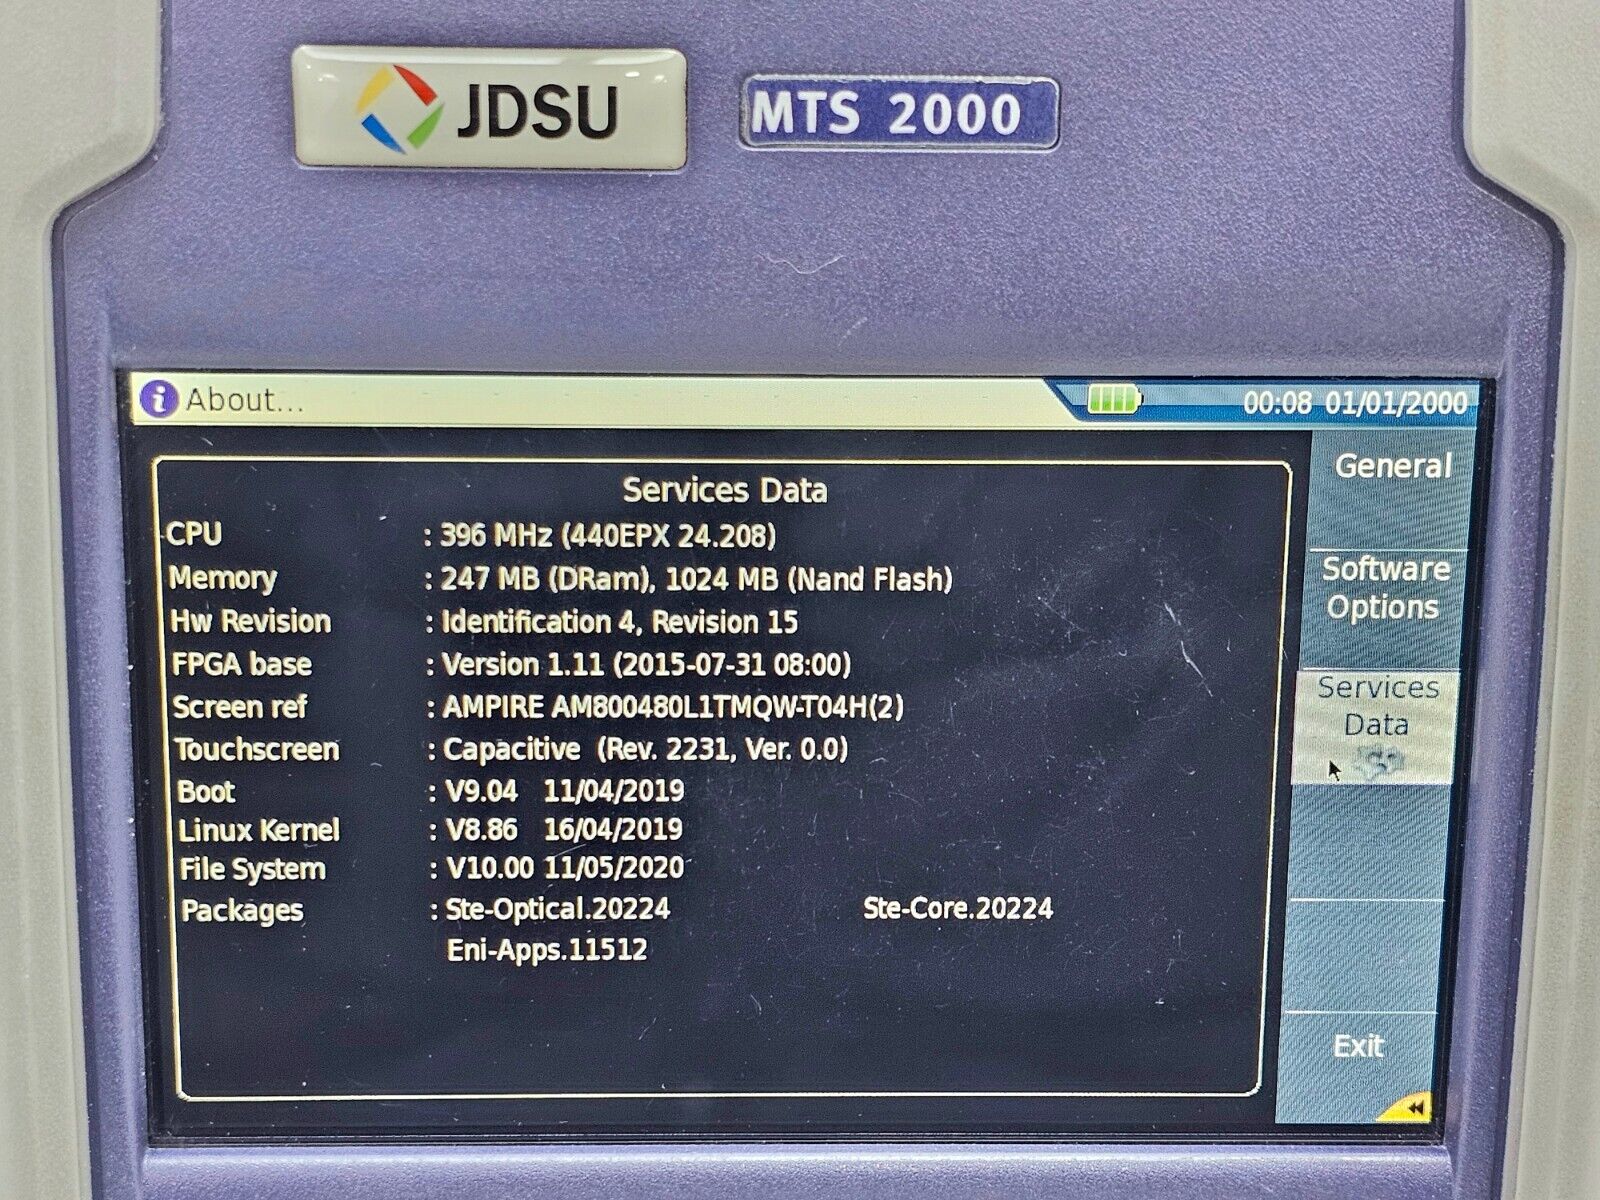 JDSU
MTS 2000
About...
00:08 01/01/2000
Services Data
CPU : 396 MHz (440EPX 24.208)
Memory : 247 MB (DRam), 1024 MB (Nand Flash)
Hw Revision : Identification 4, Revision 15
FPGA base : Version 1.11 (2015-07-31 08:00)
Screen ref : AMPIRE AM800480L1TMQW-T04H(2)
Touchscreen : Capacitive (Rev. 2231, Ver. 0.0)
Boot : V9.04 11/04/2019
Linux Kernel : V8.86 16/04/2019
File System : V10.00 11/05/2020
Packages : Ste-Optical.20224 Ste-Core.20224
Eni-Apps.11512
General
Software
Options
Services
Data
Exit